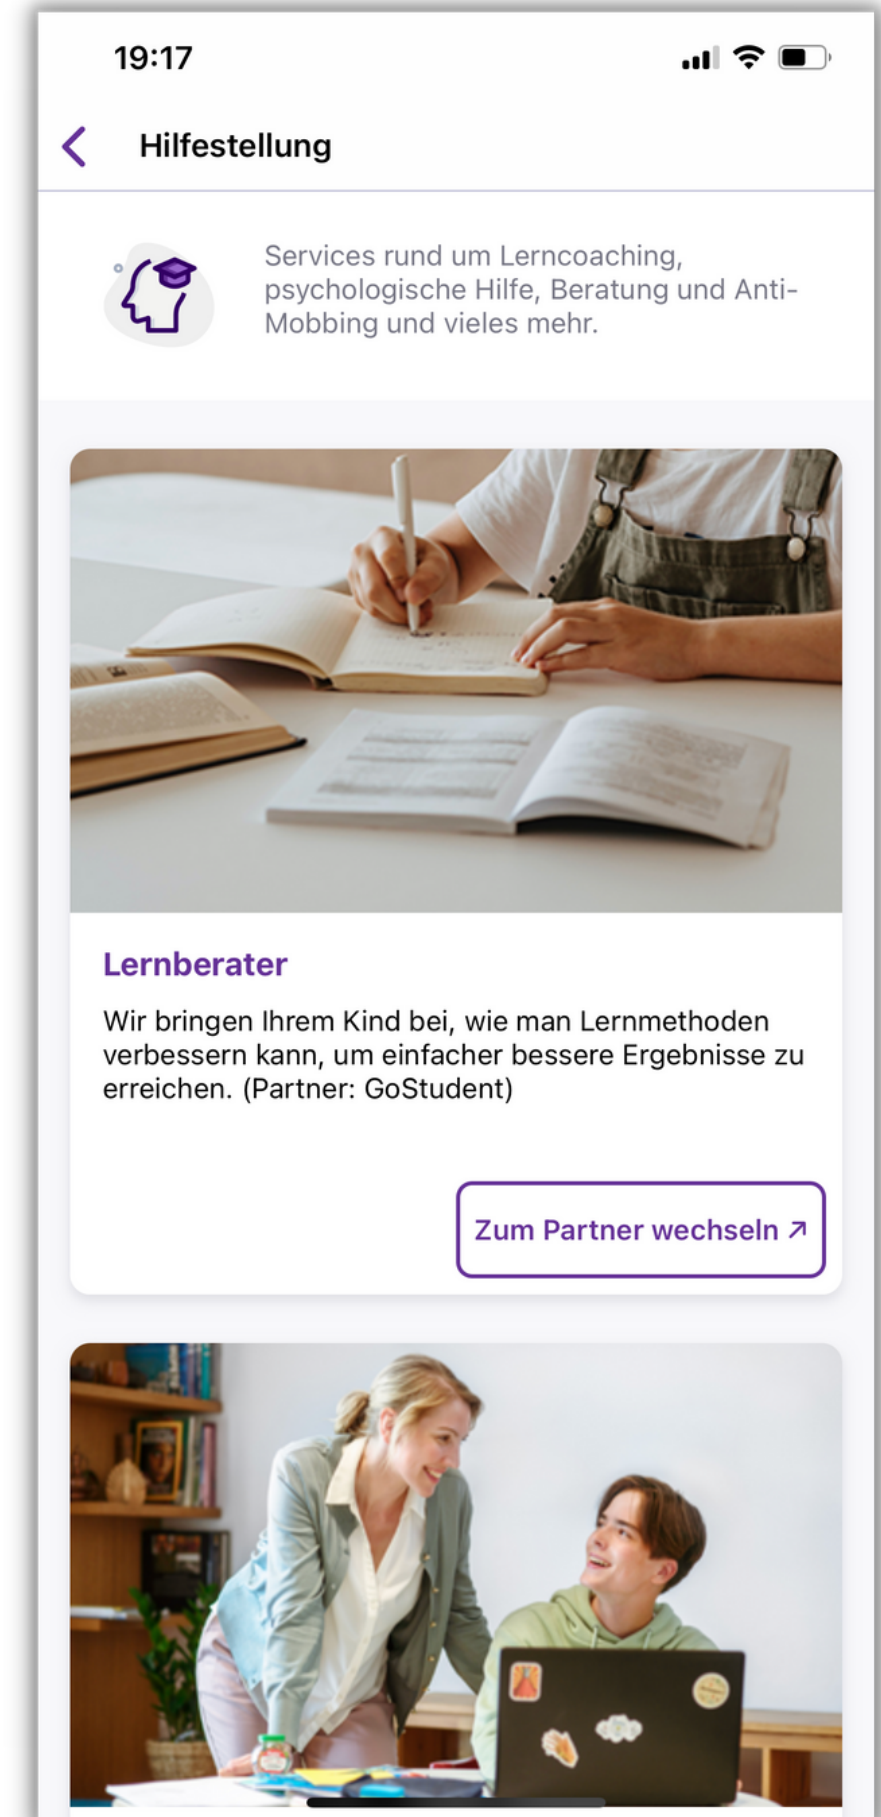 19:17
Hilfestellung
Services rund um Lerncoaching,
psychologische Hilfe, Beratung und Anti-
Mobbing und vieles mehr.
Lernberater
Wir bringen Ihrem Kind bei, wie man Lernmethoden
verbessern kann, um einfacher bessere Ergebnisse zu
erreichen. (Partner: GoStudent)
Zum Partner wechseln ↗